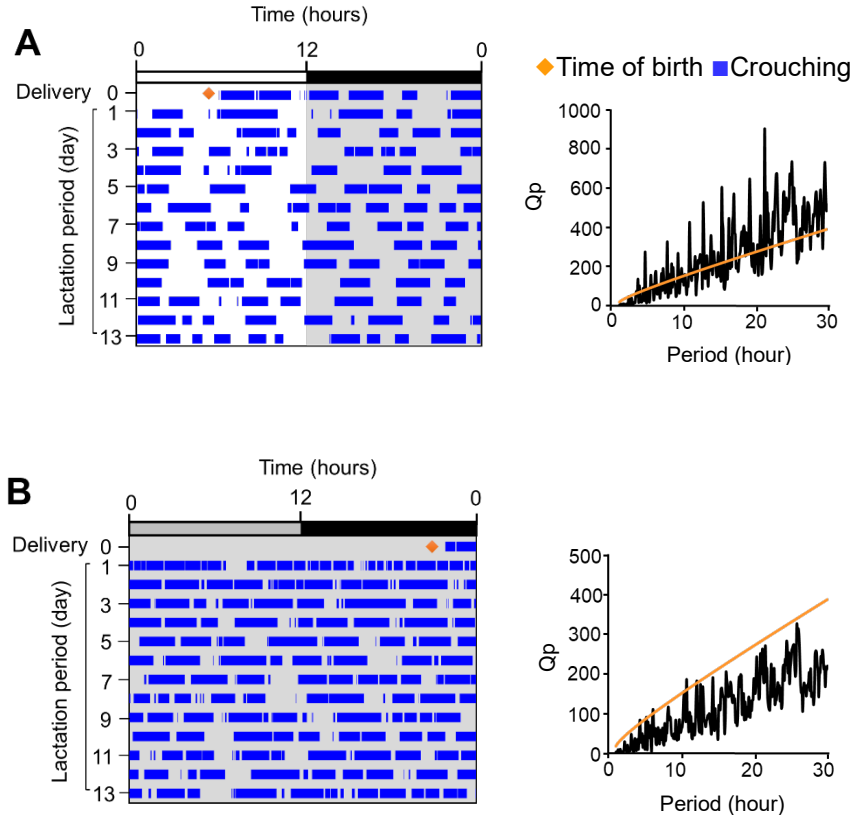 A
Time (hours)
0 12 0
Delivery 0
1
3
5
7
9
11
13
Lactation period (day)
Time of birth Crouching
1000
800
600
400
200
0
Qp
0 10 20 30
Period (hour)
B
Time (hours)
0 12 0
Delivery 0
1
3
5
7
9
11
13
Lactation period (day)
500
400
300
200
100
0
Qp
0 10 20 30
Period (hour)